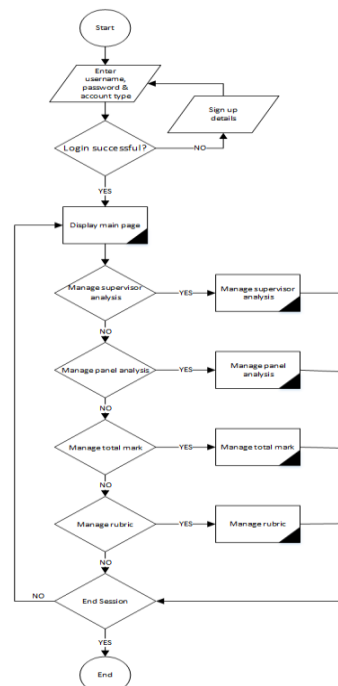 Start
Enter
username,
password &
account type
Sign up
details
Login successful?
NO
YES
Display main page
Manage supervisor
analysis
YES
Manage supervisor
analysis
NO
Manage panel analysis
YES
Manage panel
analysis
NO
Manage total mark
YES
Manage total mark
NO
Manage rubric
YES
Manage rubric
NO
NO
End Session
YES
End